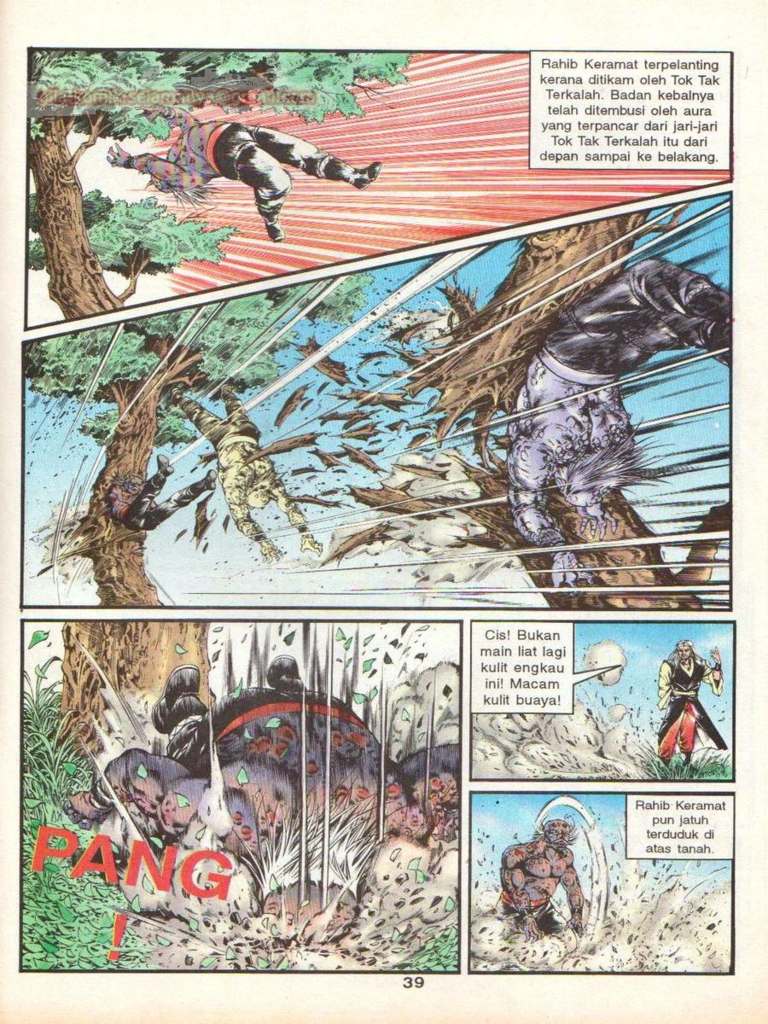 Rahib Keramat terpelanting
kerana ditikam oleh Tok Tak
Terkalah. Badan kebalnya
telah ditembusi oleh aura
yang terpancar dari jari-jari
Tok Tak Terkalah itu dari
depan sampai ke belakang.
Cis! Bukan
main liat lagi
kulit engkau
ini! Macam
kulit buaya!
PANG
!
Rahib Keramat
pun jatuh
terduduk di
atas tanah.
39